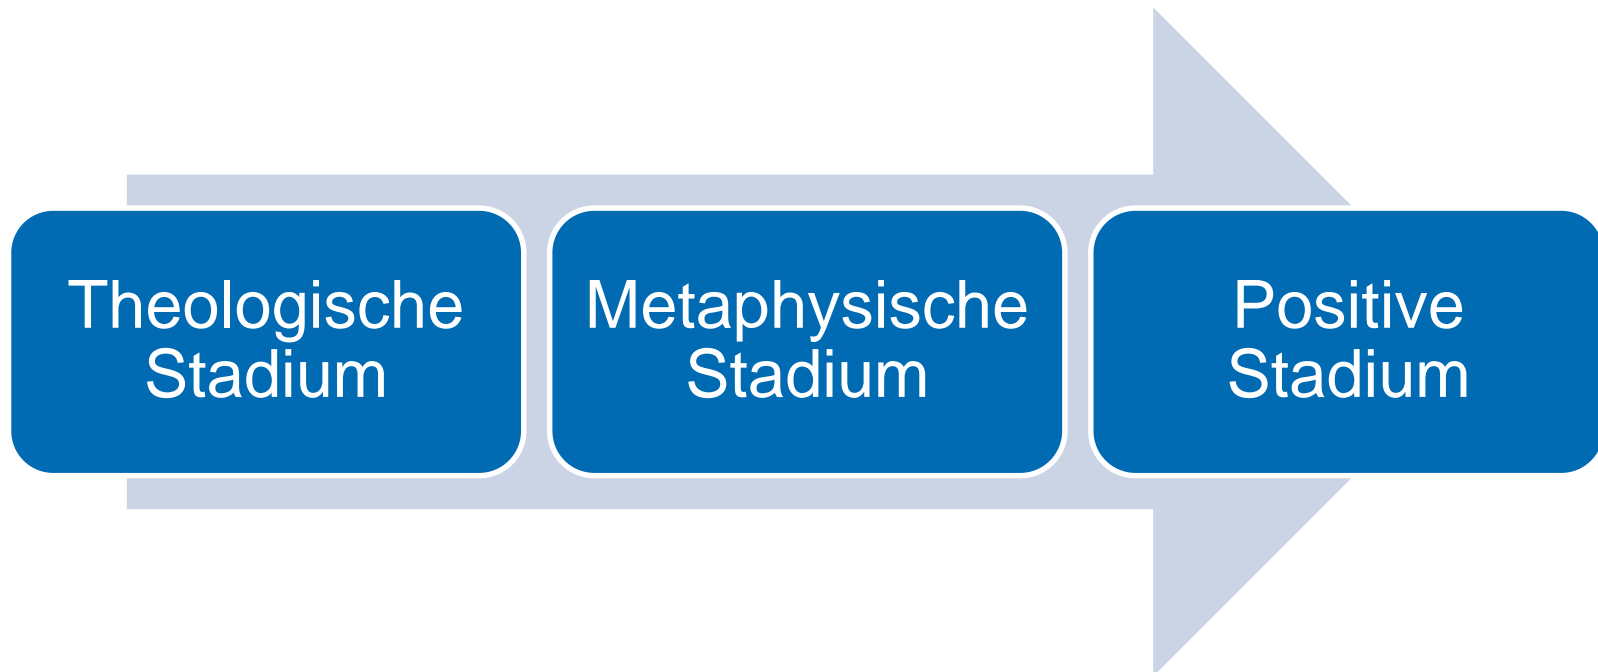 Theologische
Stadium
Metaphysische
Stadium
Positive
Stadium